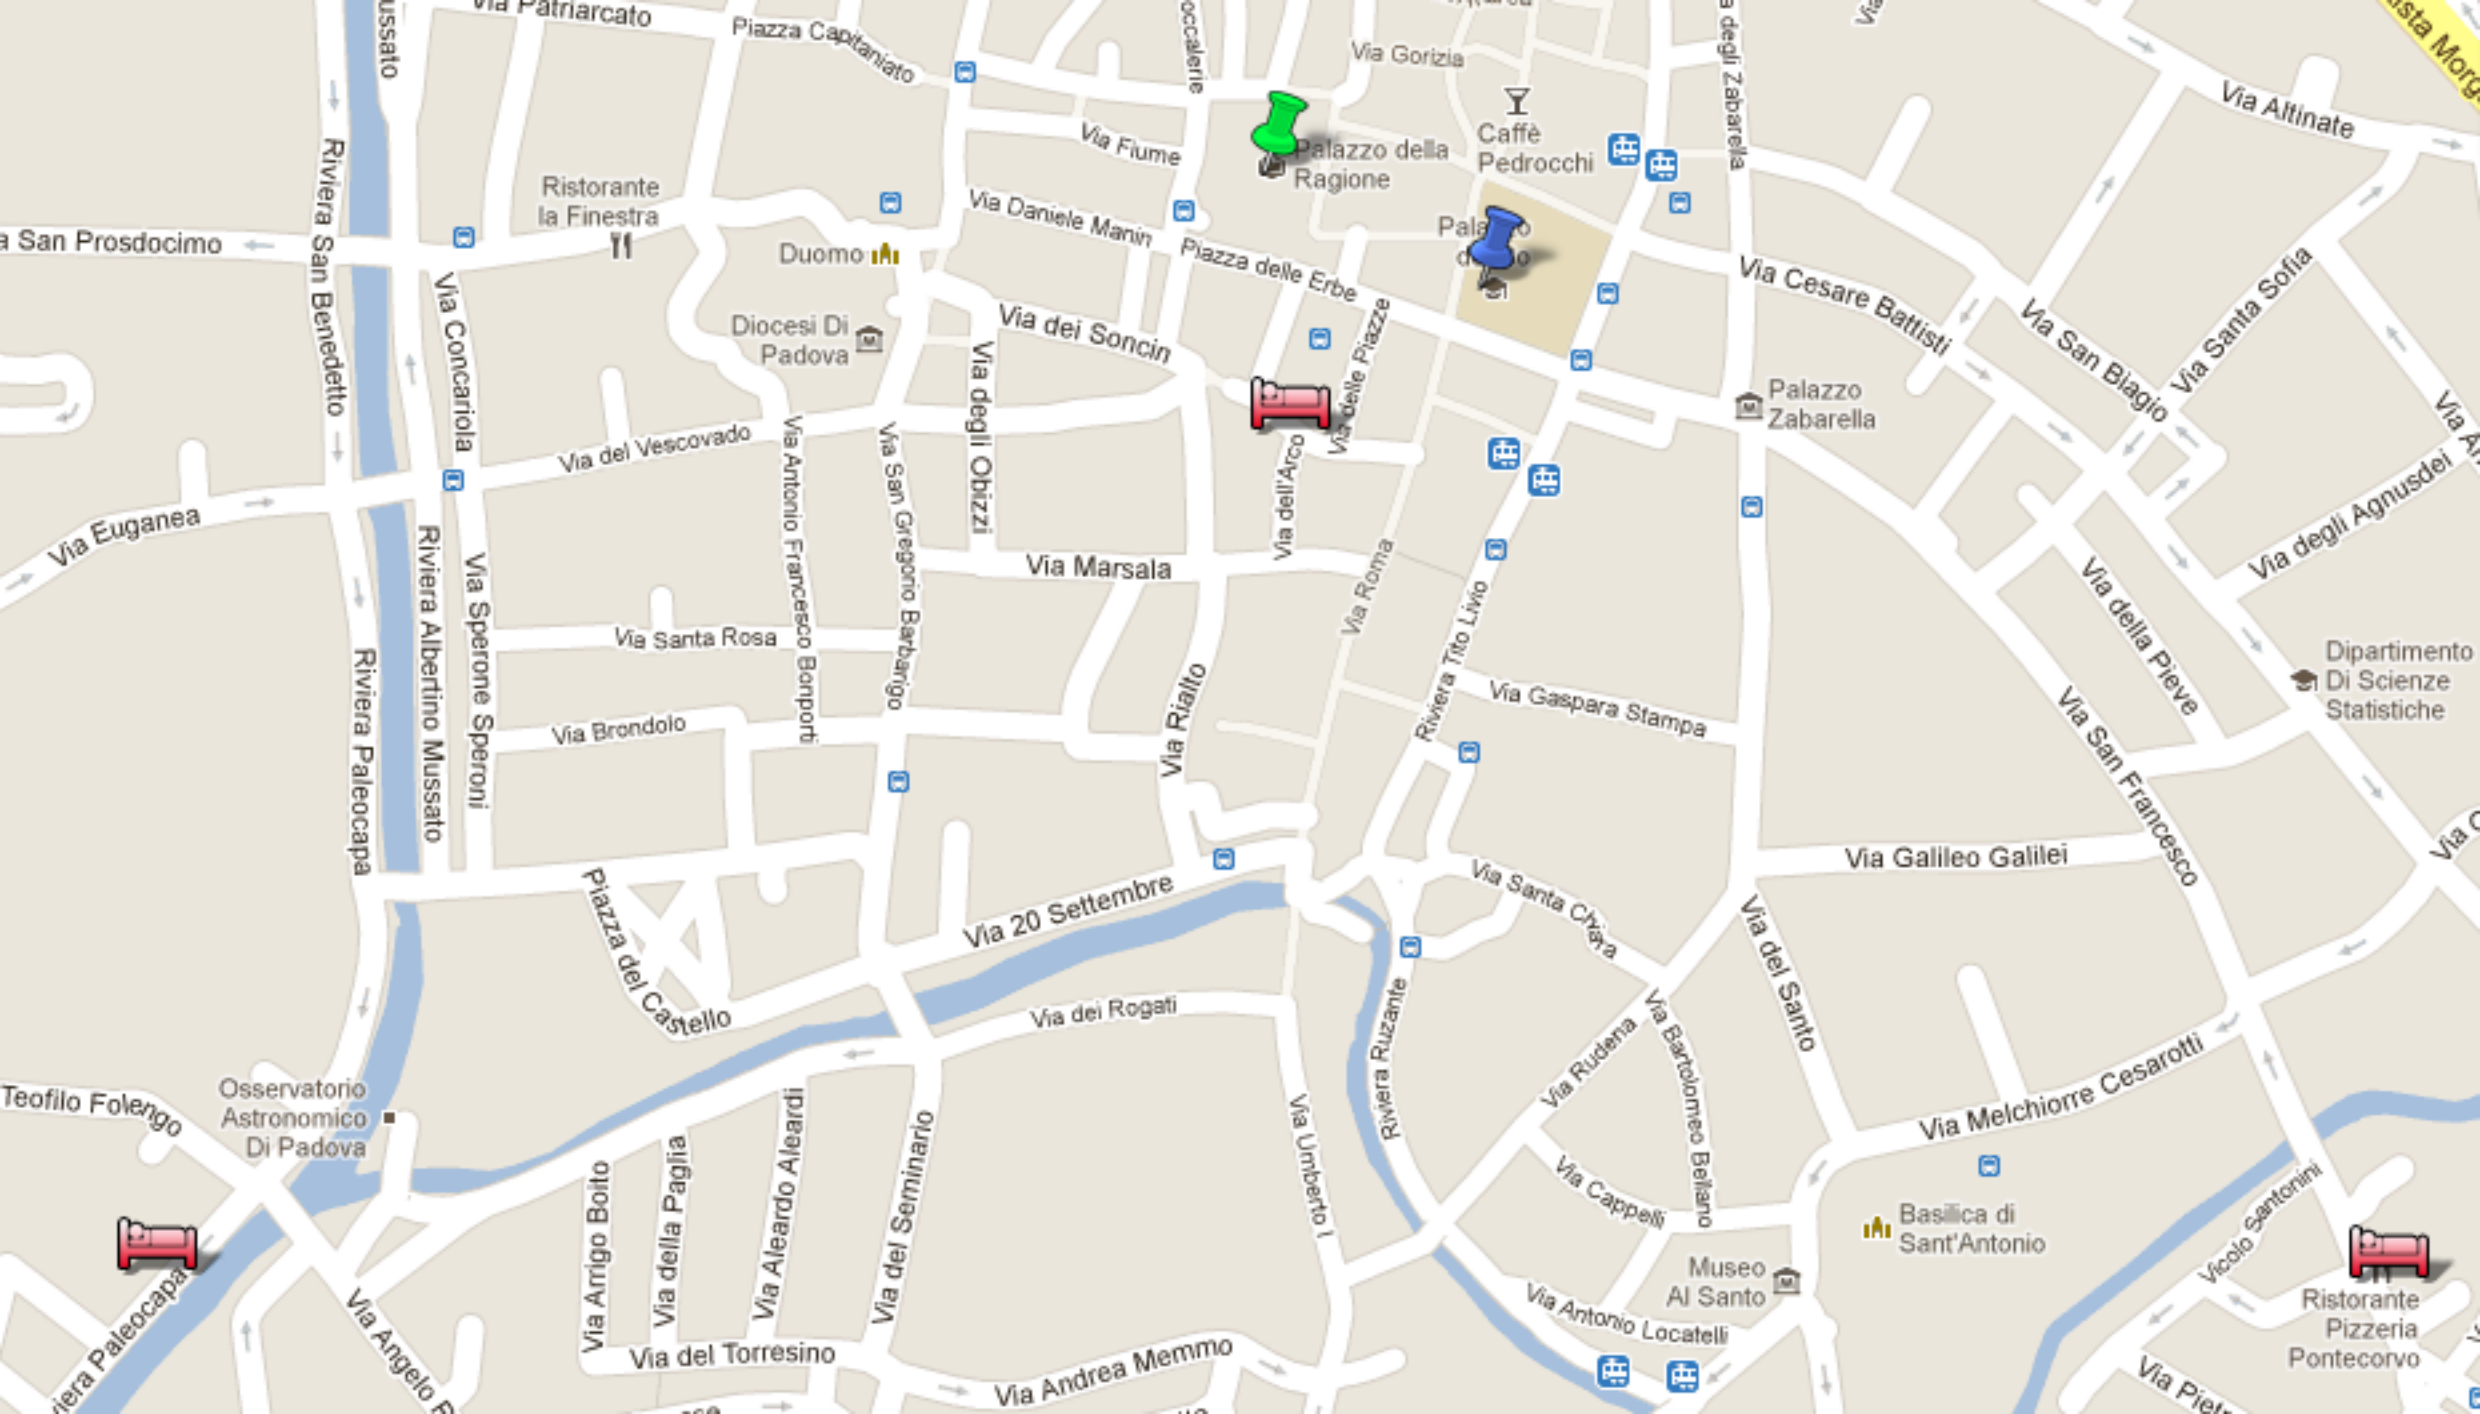 Via Patriarcato
Piazza Capitaniato
Via Gorizia
Via Altinate
Via Fiume
Palazzo della
Ragione
Caffè
Pedrocchi
Ristorante
la Finestra
Via Daniele Manin
Piazza delle Erbe
Duomo
Via Cesare Battisti
Riviera San Benedetto
Via Concariola
Diocesi Di
Padova
Via dei Soncin
Via degli Obizzi
Via delle Piazze
Via San Biagio
Via Santa Sofia
Palazzo
Zabarella
Via del Vescovado
Via Antonio Francesco Bonporti
Via San Gregorio Barbarigo
Via dell'Arco
Via Euganea
Via degli Agnusdei
Via Marsala
Via Roma
Riviera Tito Livio
Via della Pieve
Riviera Albertino Mussato
Via Sperone Speroni
Riviera Paleocapa
Via Santa Rosa
Via Brondolo
Via Rialto
Via Gaspara Stampa
Dipartimento
Di Scienze
Statistiche
Via San Francesco
Via Galileo Galilei
Piazza del Castello
Via 20 Settembre
Via Santa Chiara
Via del Santo
Via dei Rogati
Riviera Ruzante
Via Rudena
Via Bartolomeo Bellano
Via Melchiorre Cesarotti
Teofilo Folengo
Osservatorio
Astronomico
Di Padova
Via Arrigo Boito
Via della Paglia
Via Aleardo Aleardi
Via del Seminario
Via Umberto I
Via Cappelli
Basilica di
Sant'Antonio
Museo
Al Santo
Vicolo Santonini
Via Antonio Locatelli
Ristorante
Pizzeria
Pontecorvo
Via Angelo
Via del Torresino
Via Andrea Memmo
a San Prosdocimo
a degli Zabarella
ussato
occalerie
viera Paleocapa